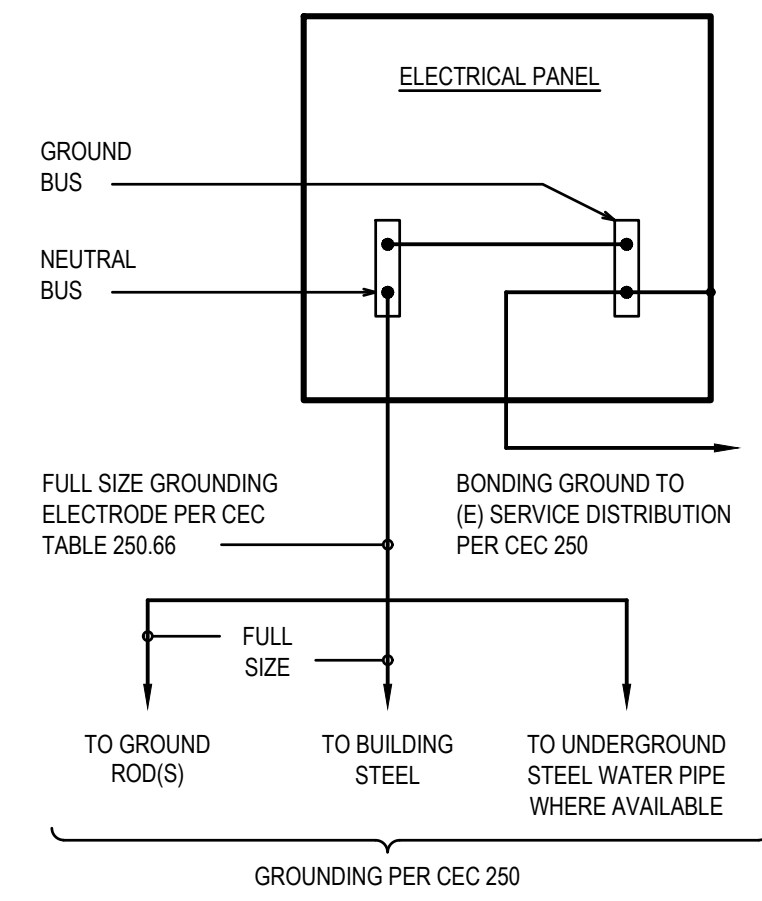 ELECTRICAL PANEL
GROUND
BUS
NEUTRAL
BUS
FULL SIZE GROUNDING
ELECTRODE PER CEC
TABLE 250.66
BONDING GROUND TO
(E) SERVICE DISTRIBUTION
PER CEC 250
FULL
SIZE
TO GROUND
ROD(S)
TO BUILDING
STEEL
TO UNDERGROUND
STEEL WATER PIPE
WHERE AVAILABLE
GROUNDING PER CEC 250